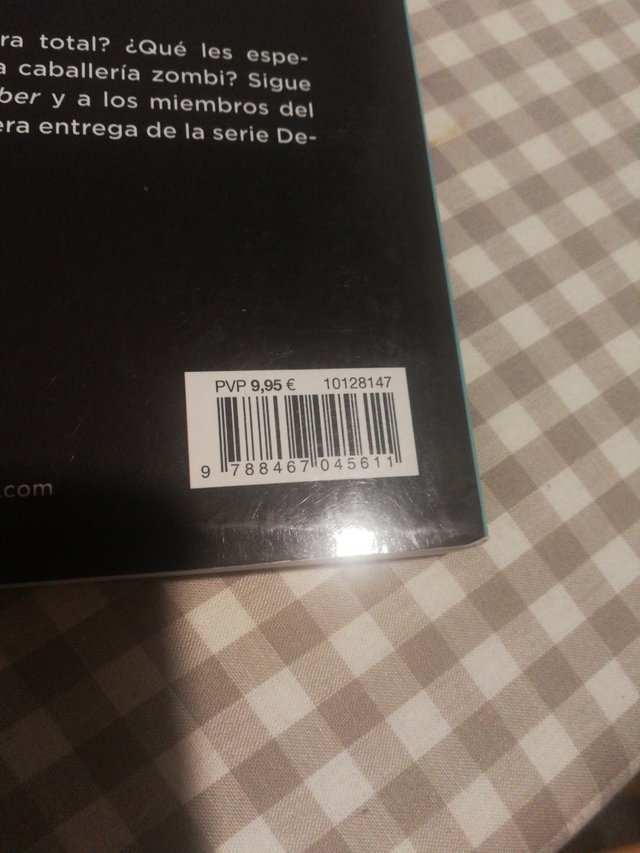 ra total? ¿Qué les espe-
a caballería zombi? Sigue
ber y a los miembros del
era entrega de la serie De-
PVP 9,95 € 10128147
9 788467 045611
.com